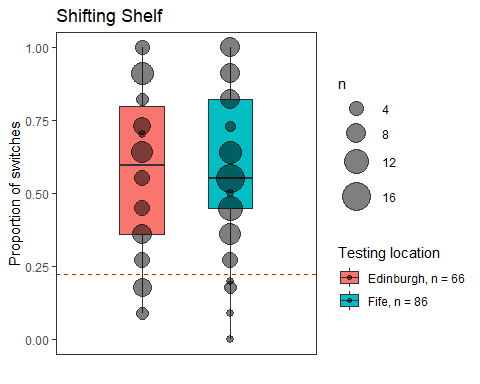 Shifting Shelf
Proportion of switches
1.00
0.75
0.50
0.25
0.00
n
4
8
12
16
Testing location
Edinburgh, n = 66
Fife, n = 86